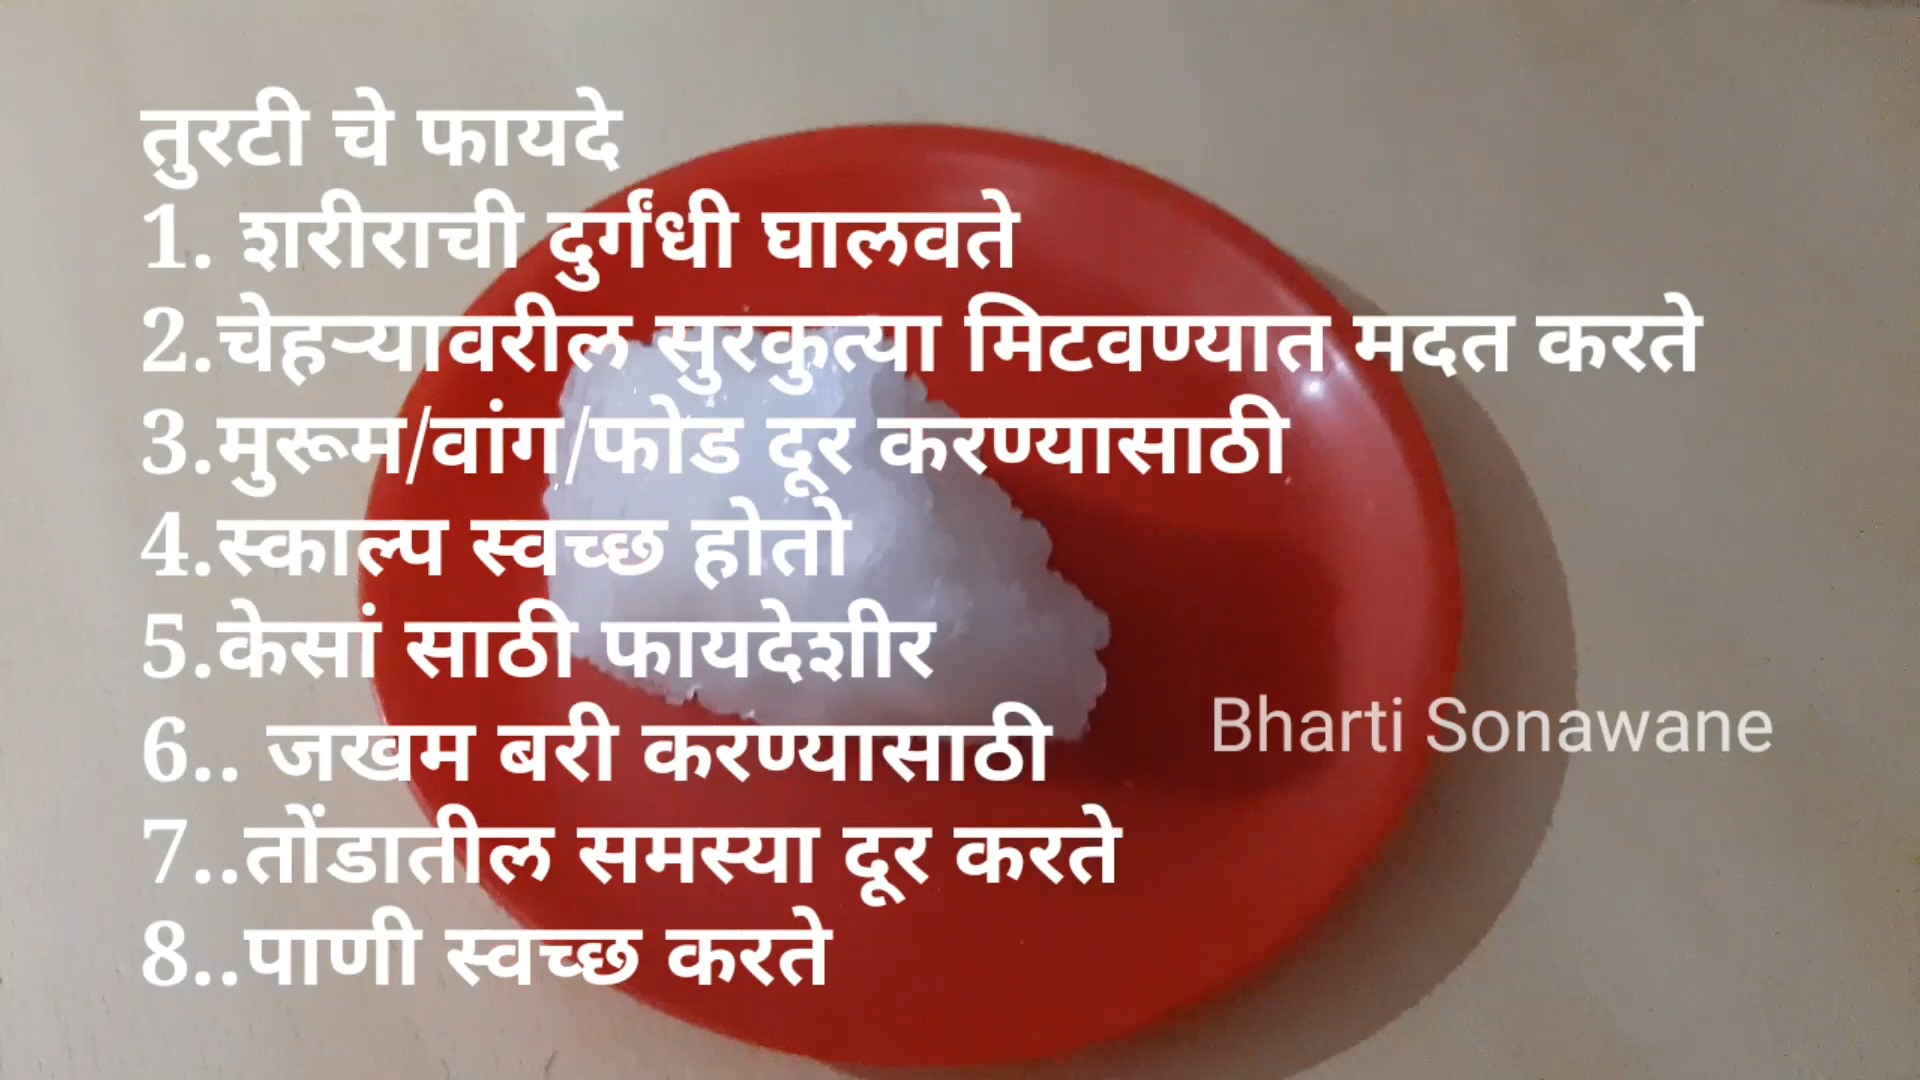 तुरटी चे फायदे
1. शरीराची दुर्गंधी घालवते
2.चेहऱ्यावरील सुरकुत्या मिटवण्यात मदत करते
3.मुरूम/वांग/फोड दूर करण्यासाठी
4.स्काल्प स्वच्छ होतो
5.केसां साठी फायदेशीर
6.. जखम बरी करण्यासाठी
7..तोंडातील समस्या दूर करते
8..पाणी स्वच्छ करते
Bharti Sonawane